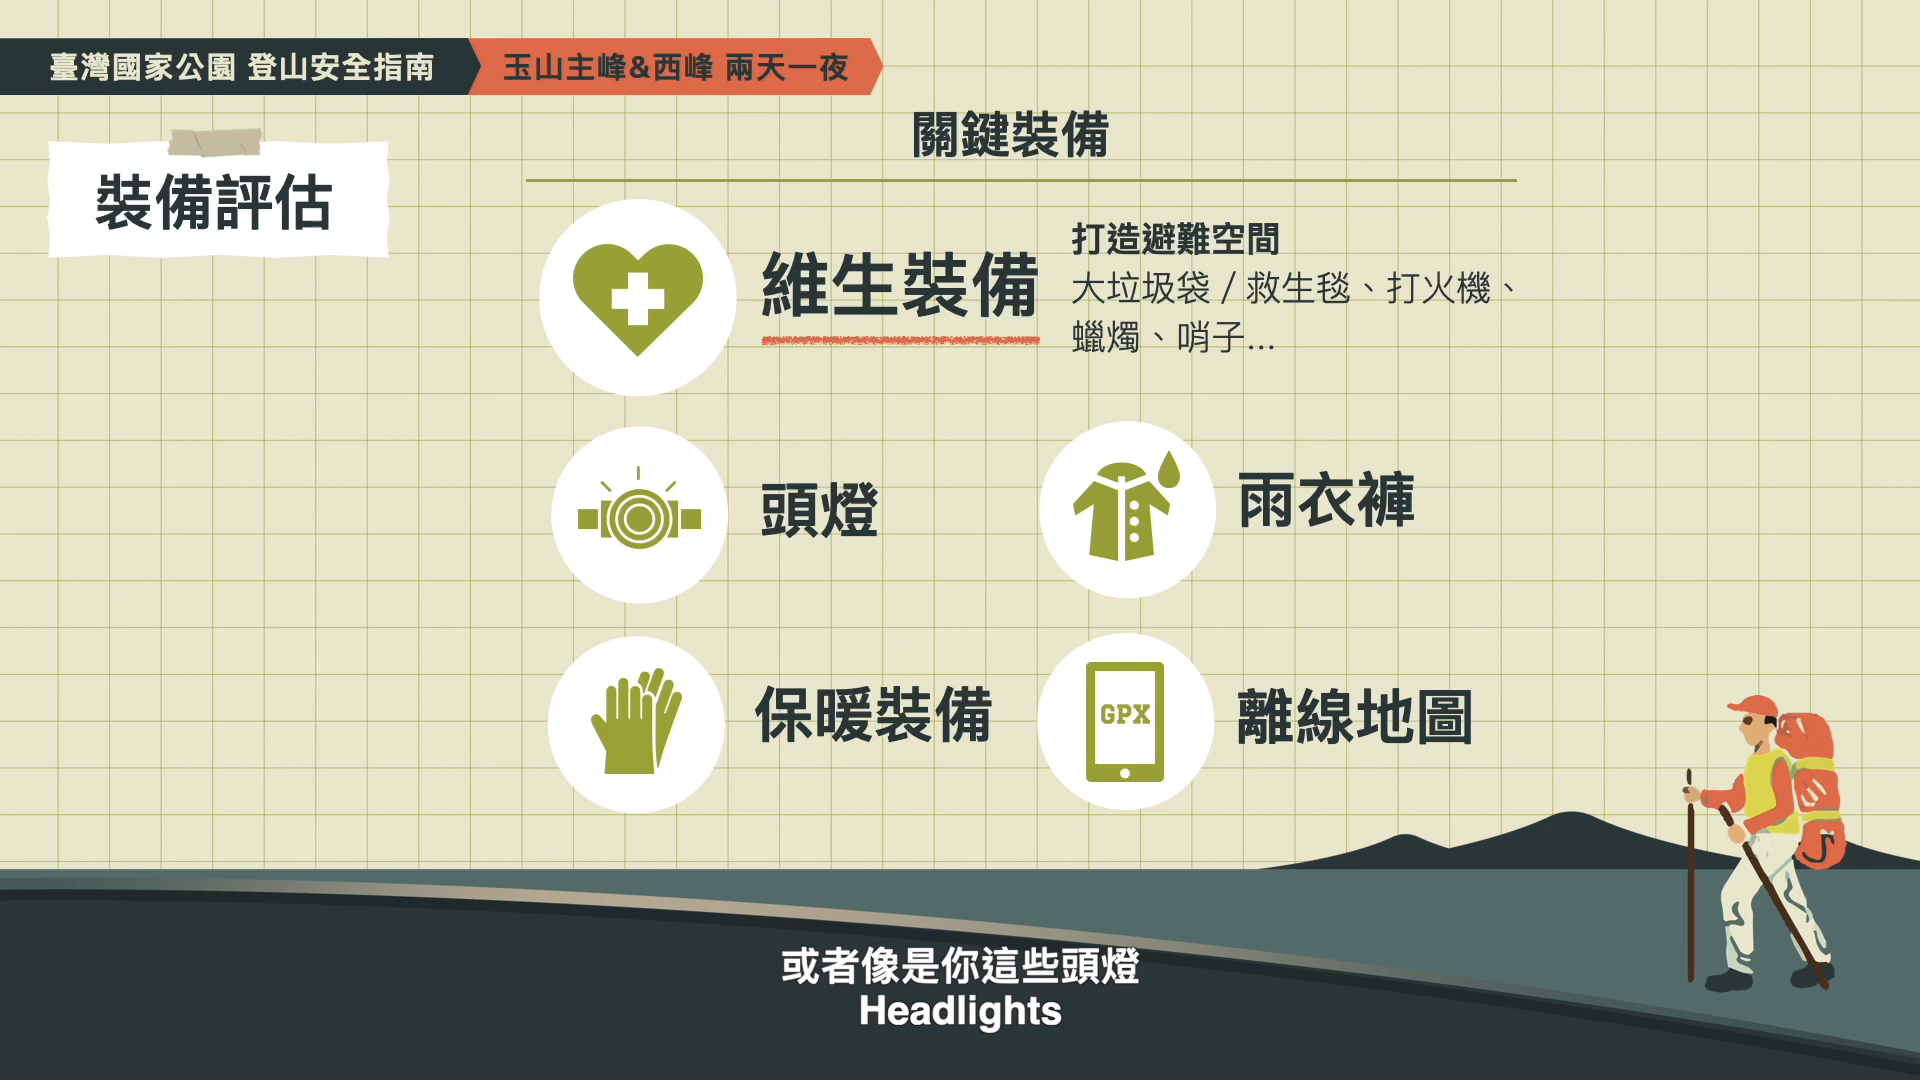 臺灣國家公園 登山安全指南
玉山主峰&西峰 兩天一夜
裝備評估
關鍵裝備
維生裝備
打造避難空間
大垃圾袋 / 救生毯、打火機、
蠟燭、哨子...
頭燈
雨衣褲
保暖裝備
GPX
離線地圖
或者像是你這些頭燈
Headlights